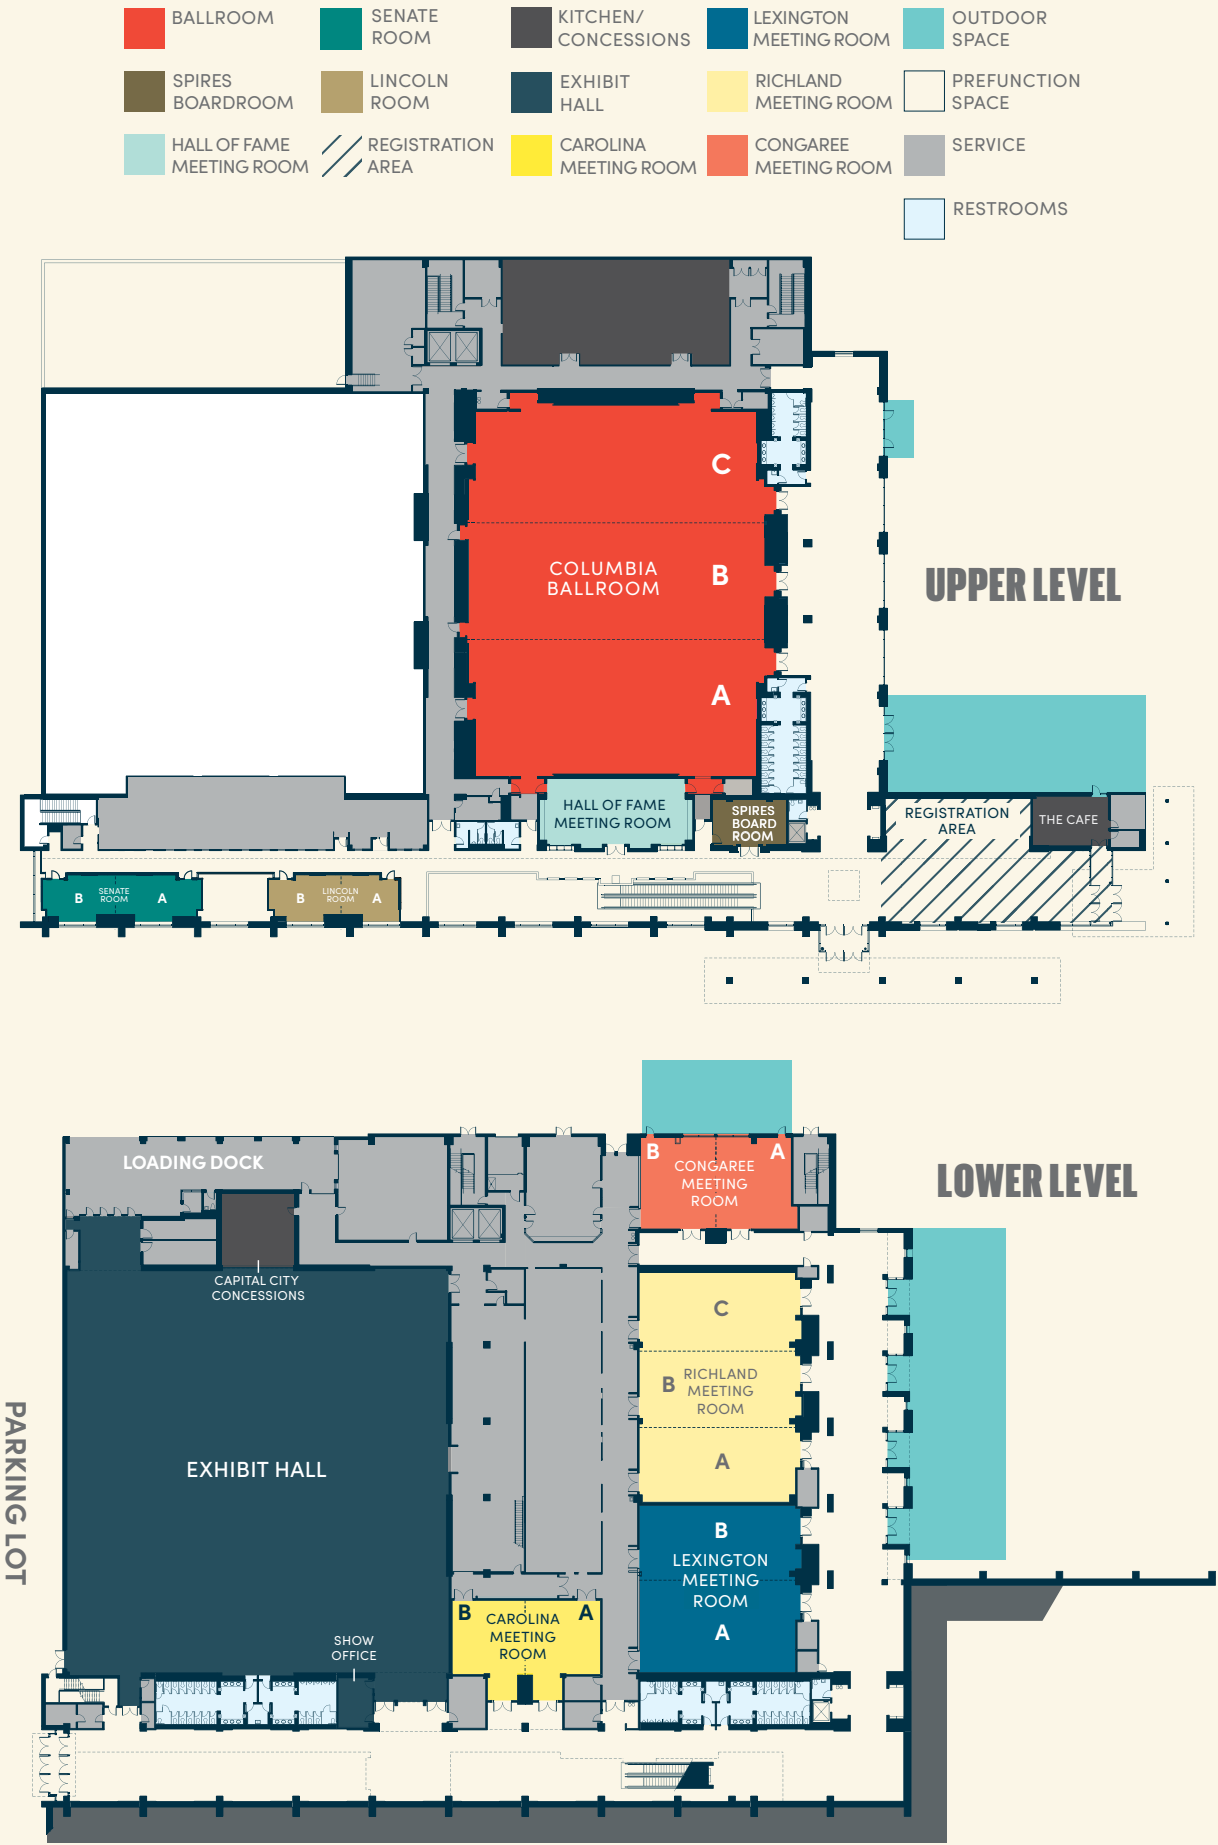 BALLROOM
SENATE
ROOM
KITCHEN/
CONCESSIONS
LEXINGTON
MEETING ROOM
OUTDOOR
SPACE
SPIRES
BOARDROOM
LINCOLN
ROOM
EXHIBIT
HALL
RICHLAND
MEETING ROOM
PREFUNCTION
SPACE
HALL OF FAME
MEETING ROOM
REGISTRATION
AREA
CAROLINA
MEETING ROOM
CONGAREE
MEETING ROOM
SERVICE
RESTROOMS
C
COLUMBIA
BALLROOM
B
A
UPPER LEVEL
HALL OF FAME
MEETING ROOM
SPIRES
BOARD
ROOM
REGISTRATION
AREA
THE CAFE
B
SENATE
ROOM
A
B
LINCOLN
ROOM
A
LOADING DOCK
B
A
CONGAREE
MEETING
ROOM
LOWER LEVEL
CAPITAL CITY
CONCESSIONS
C
B
RICHLAND
MEETING
ROOM
A
PARKING LOT
EXHIBIT HALL
B
LEXINGTON
MEETING
ROOM
A
B
A
CAROLINA
MEETING
ROOM
SHOW
OFFICE